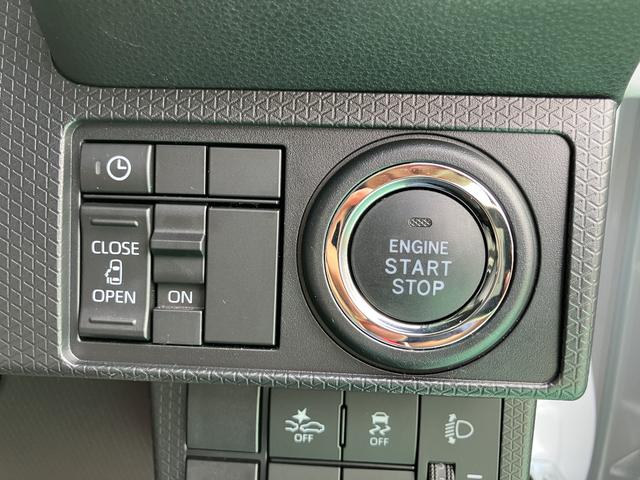 CLOSE
OPEN
ON
ENGINE
START
STOP
OFF
OFF